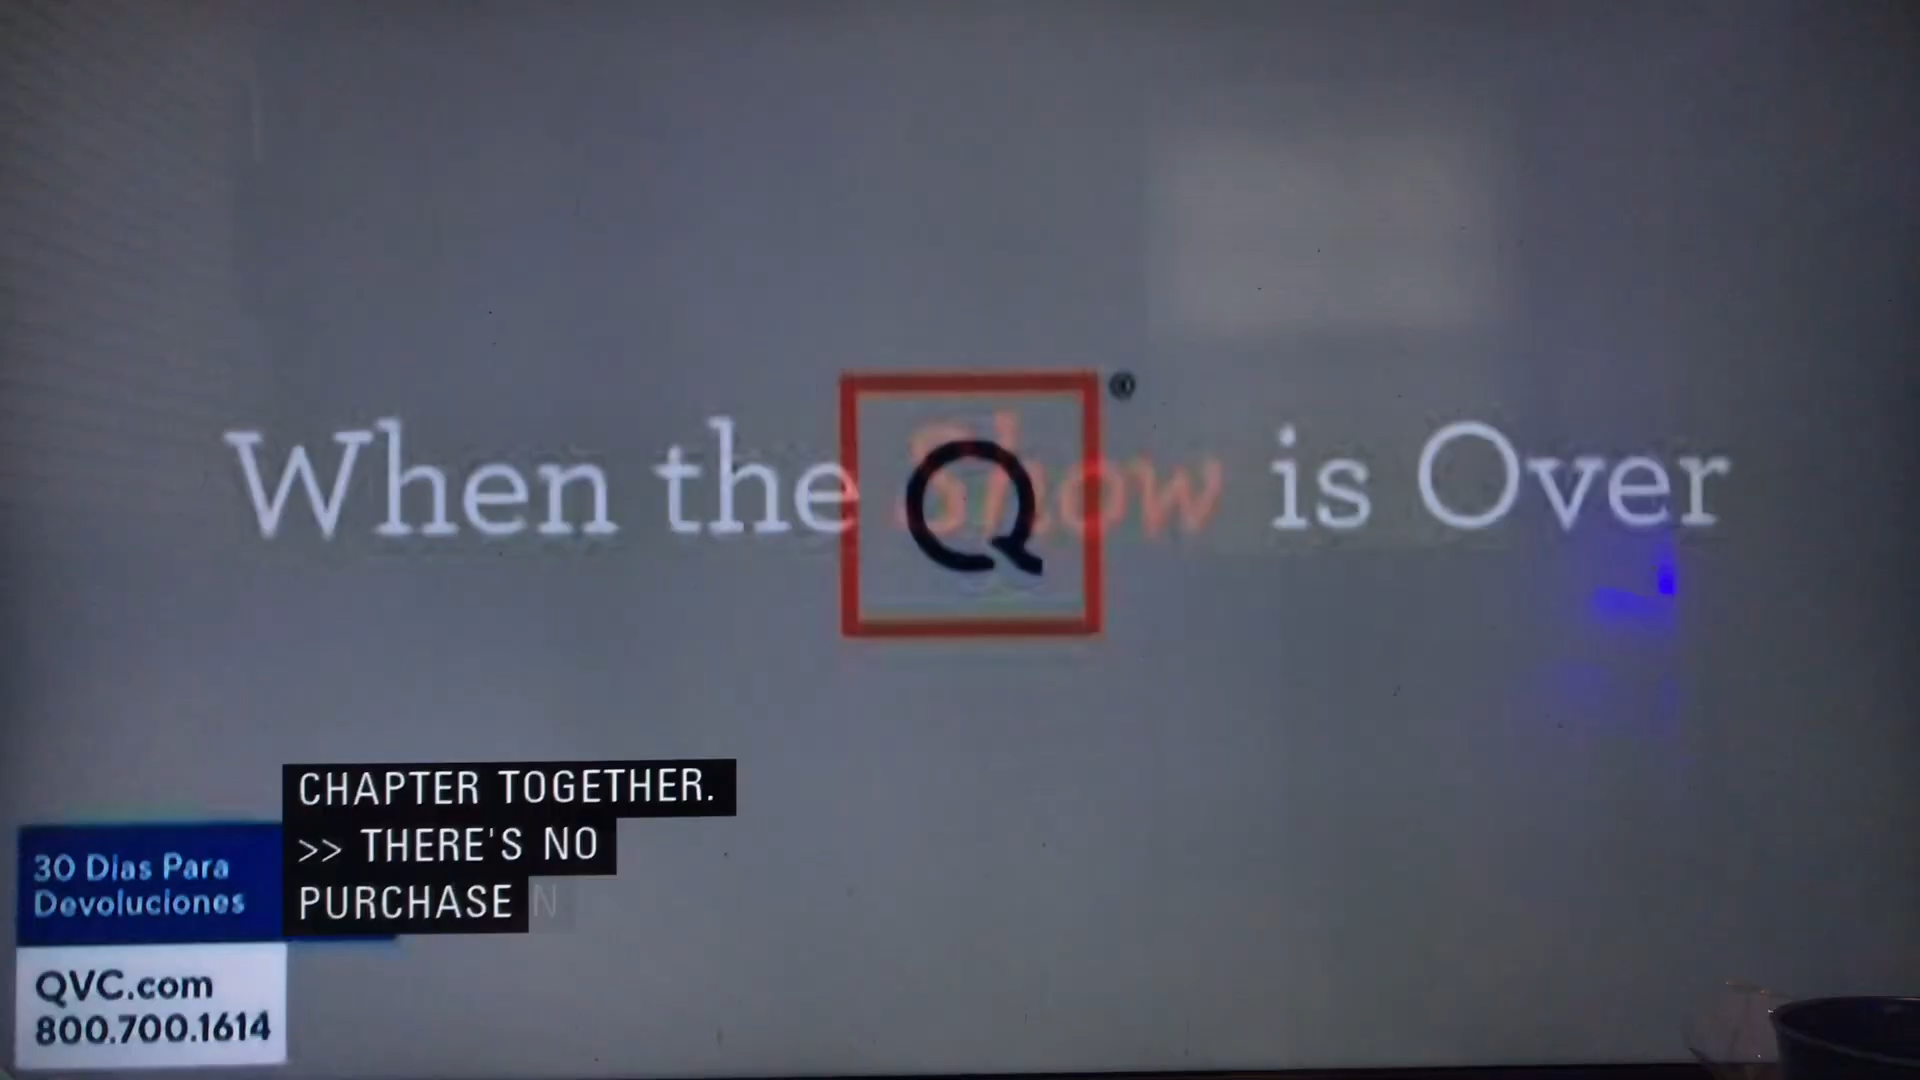 When the Show is Over
Q®
CHAPTER TOGETHER.
>> THERE'S NO
PURCHASE N
30 Dias Para
Devoluciones
QVC.com
800.700.1614